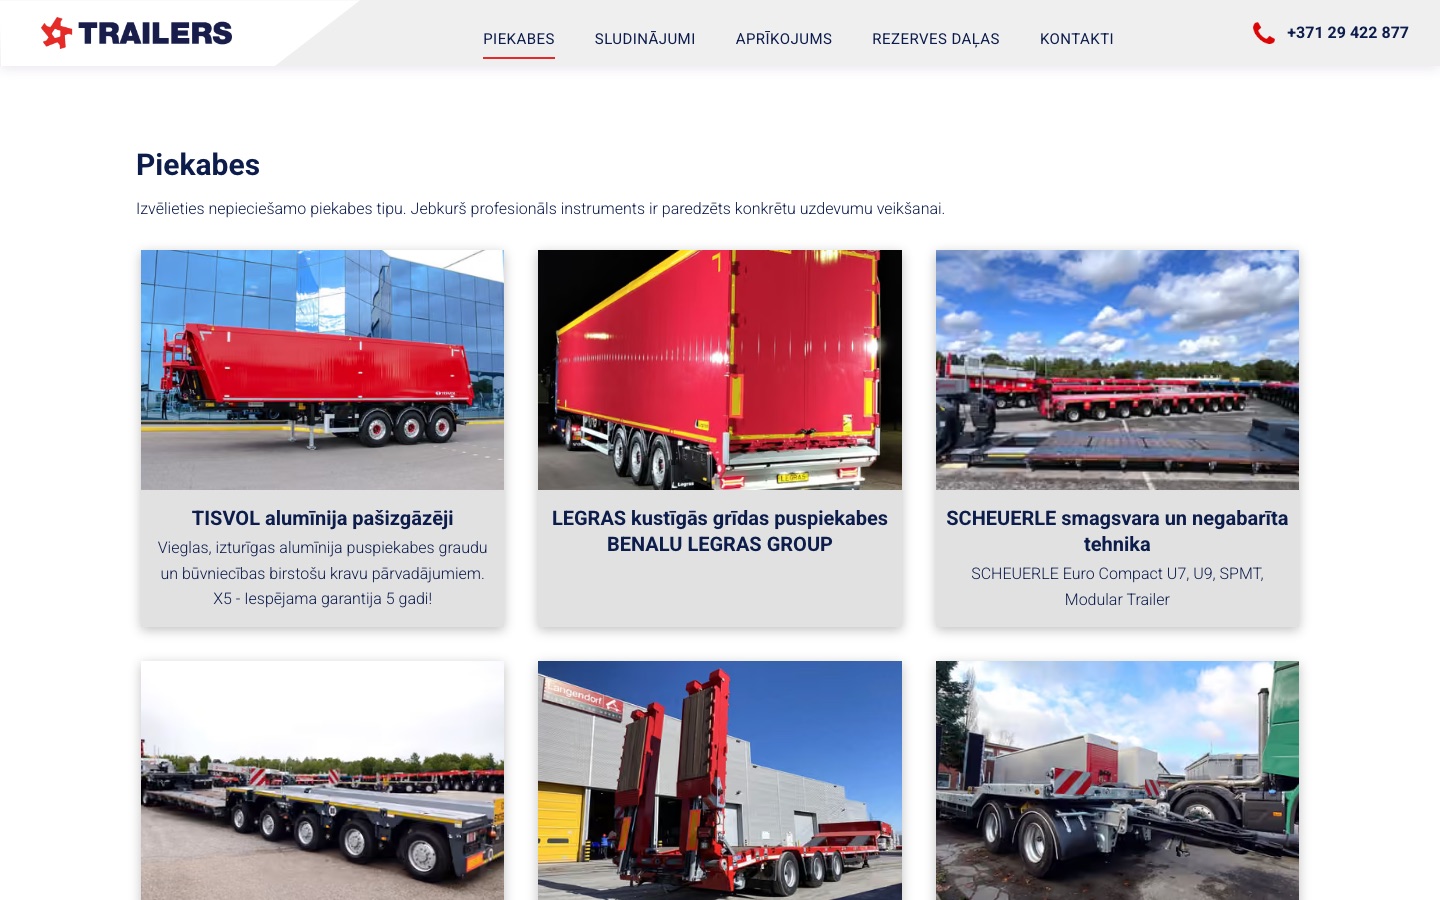 TRAILERS
PIEKABES
SLUDINĀJUMI
APRĪKOJUMS
REZERVES DAĻAS
KONTAKTI
+371 29 422 877
Piekabes
Izvēlieties nepieciešamo piekabes tipu. Jebkurš profesionāls instruments ir paredzēts konkrētu uzdevumu veikšanai.
TISVOL alumīnija pašizgāzēji
Vieglas, izturīgas alumīnija puspiekabes graudu
un būvniecības birstošu kravu pārvadājumiem.
X5 - Iespējama garantija 5 gadi!
Legras
LEGRAS
LEGRAS kustīgās grīdas puspiekabes
BENALU LEGRAS GROUP
SCHEUERLE smagsvara un negabarīta
tehnika
SCHEUERLE Euro Compact U7, U9, SPMT,
Modular Trailer
Langendorf